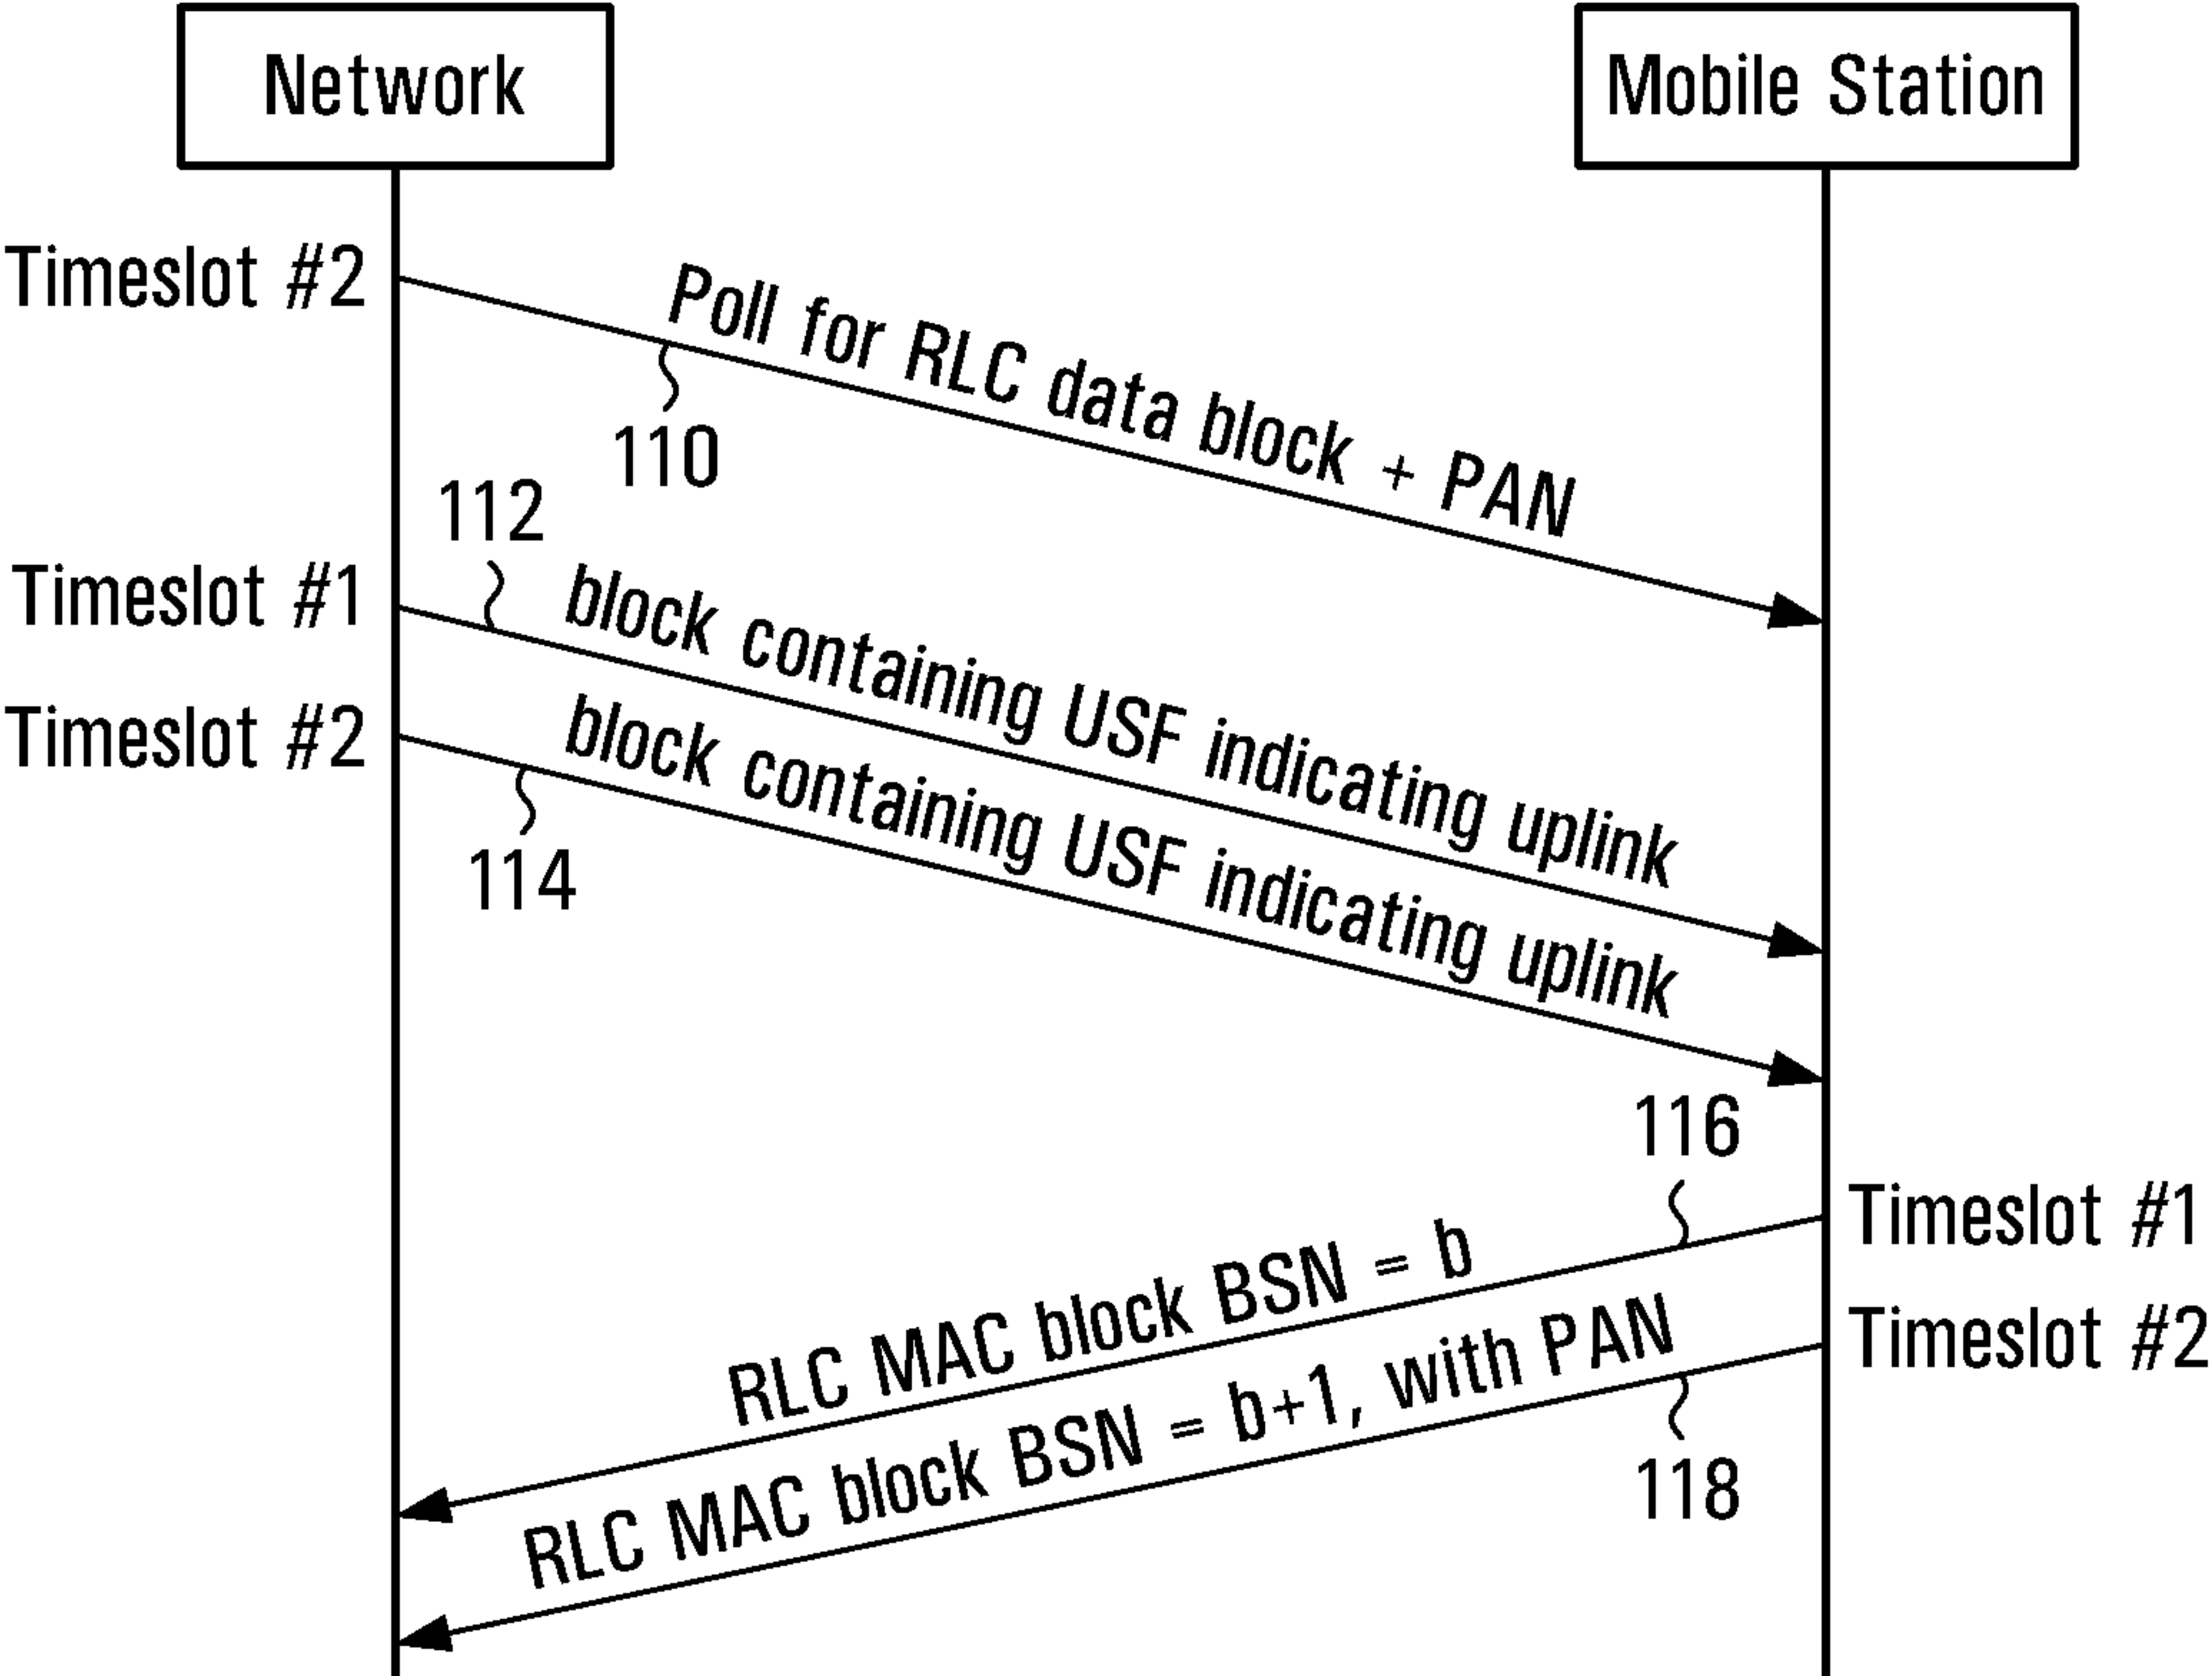 Network
Mobile Station
Timeslot #2
Poll for RLC data block + PAN
110
112
Timeslot #1
block containing USF indicating uplink
Timeslot #2
block containing USF indicating uplink
114
116
Timeslot #1
RLC MAC block BSN = b
Timeslot #2
RLC MAC block BSN = b+1, with PAN
118